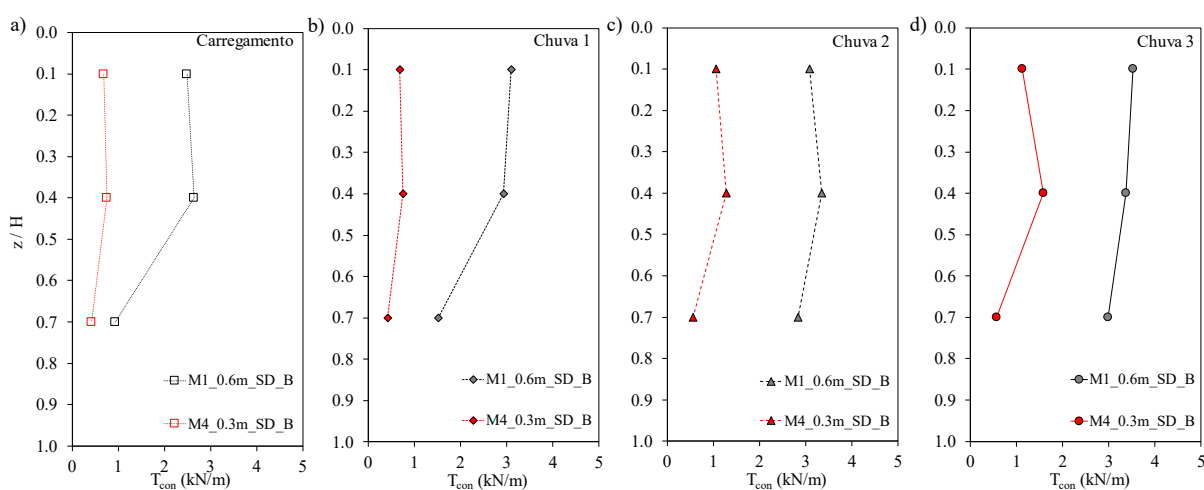 a)
Carregamento
0.0
0.1
0.2
0.3
0.4
0.5
0.6
0.7
0.8
0.9
1.0
z / H
M1_0.6m_SD_B
M4_0.3m_SD_B
0 1 2 3 4 5
T_con (kN/m)
b)
Chuva 1
0.0
0.1
0.2
0.3
0.4
0.5
0.6
0.7
0.8
0.9
1.0
M1_0.6m_SD_B
M4_0.3m_SD_B
0 1 2 3 4 5
T_con (kN/m)
c)
Chuva 2
0.0
0.1
0.2
0.3
0.4
0.5
0.6
0.7
0.8
0.9
1.0
M1_0.6m_SD_B
M4_0.3m_SD_B
0 1 2 3 4 5
T_con (kN/m)
d)
Chuva 3
0.0
0.1
0.2
0.3
0.4
0.5
0.6
0.7
0.8
0.9
1.0
M1_0.6m_SD_B
M4_0.3m_SD_B
0 1 2 3 4 5
T_con (kN/m)